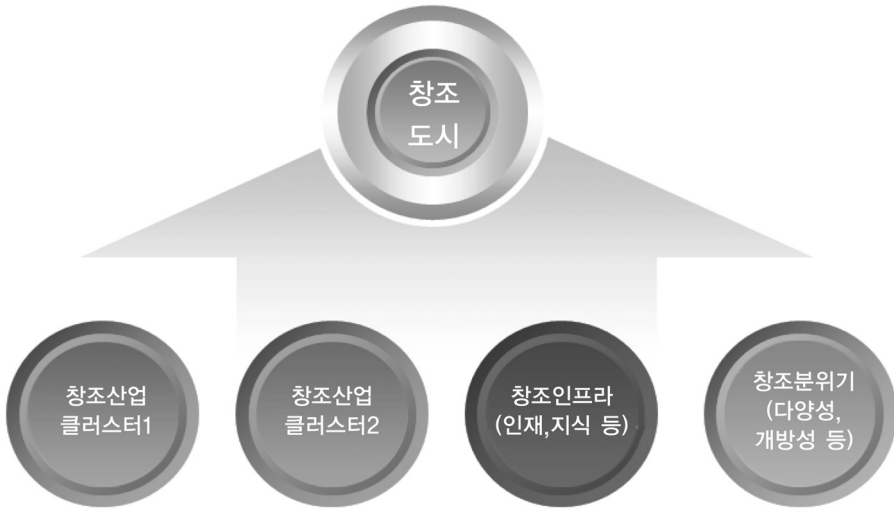 창조
도시
창조산업
클러스터1
창조산업
클러스터2
창조인프라
(인재,지식 등)
창조분위기
(다양성,
개방성 등)